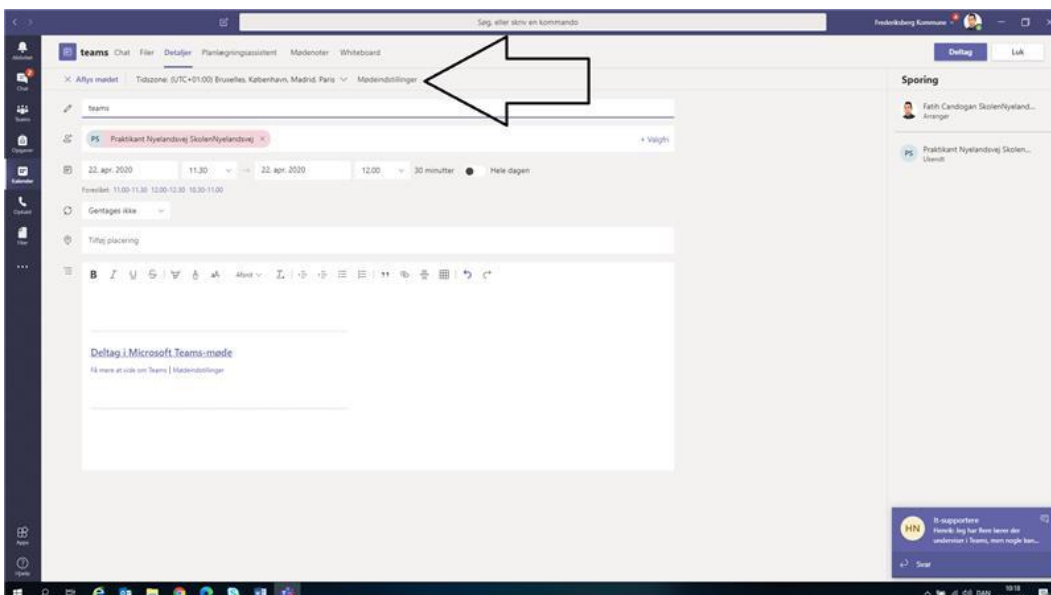 Søg, eller skriv en kommando
Frederiksberg Kommune
teams Chat Filer Detaljer Planlægningsassistent Mødenoter Whiteboard
Deltag Luk
Aflys mødet Tidszone: (UTC+01:00) Bruxelles, København, Madrid, Paris Mødeindstillinger
Sporing
Aktivitet
Chat
Teams
Opgaver
Kalender
Opkald
Filer
teams
PS Praktikant Nyelandsvej SkolenNyelandsvej × + Valgfri
22. apr. 2020 11.30 → 22. apr. 2020 12.00 30 minutter Hele dagen
Foreslået: 11.00-11.30 12.00-12.30 10.30-11.00
Gentages ikke
Tilføj placering
B I U S Afsnit
Deltag i Microsoft Teams-møde
Få mere at vide om Teams | Mødeindstillinger
Fatih Candogan SkolenNyeland...
Arrangør
PS Praktikant Nyelandsvej Skolen...
Ukendt
HN It-supportere
Henrik: Jeg har flere lærer der
underviser i Teams, men nogle kan...
Svar
Apps
Hjælp
DAN 10:18